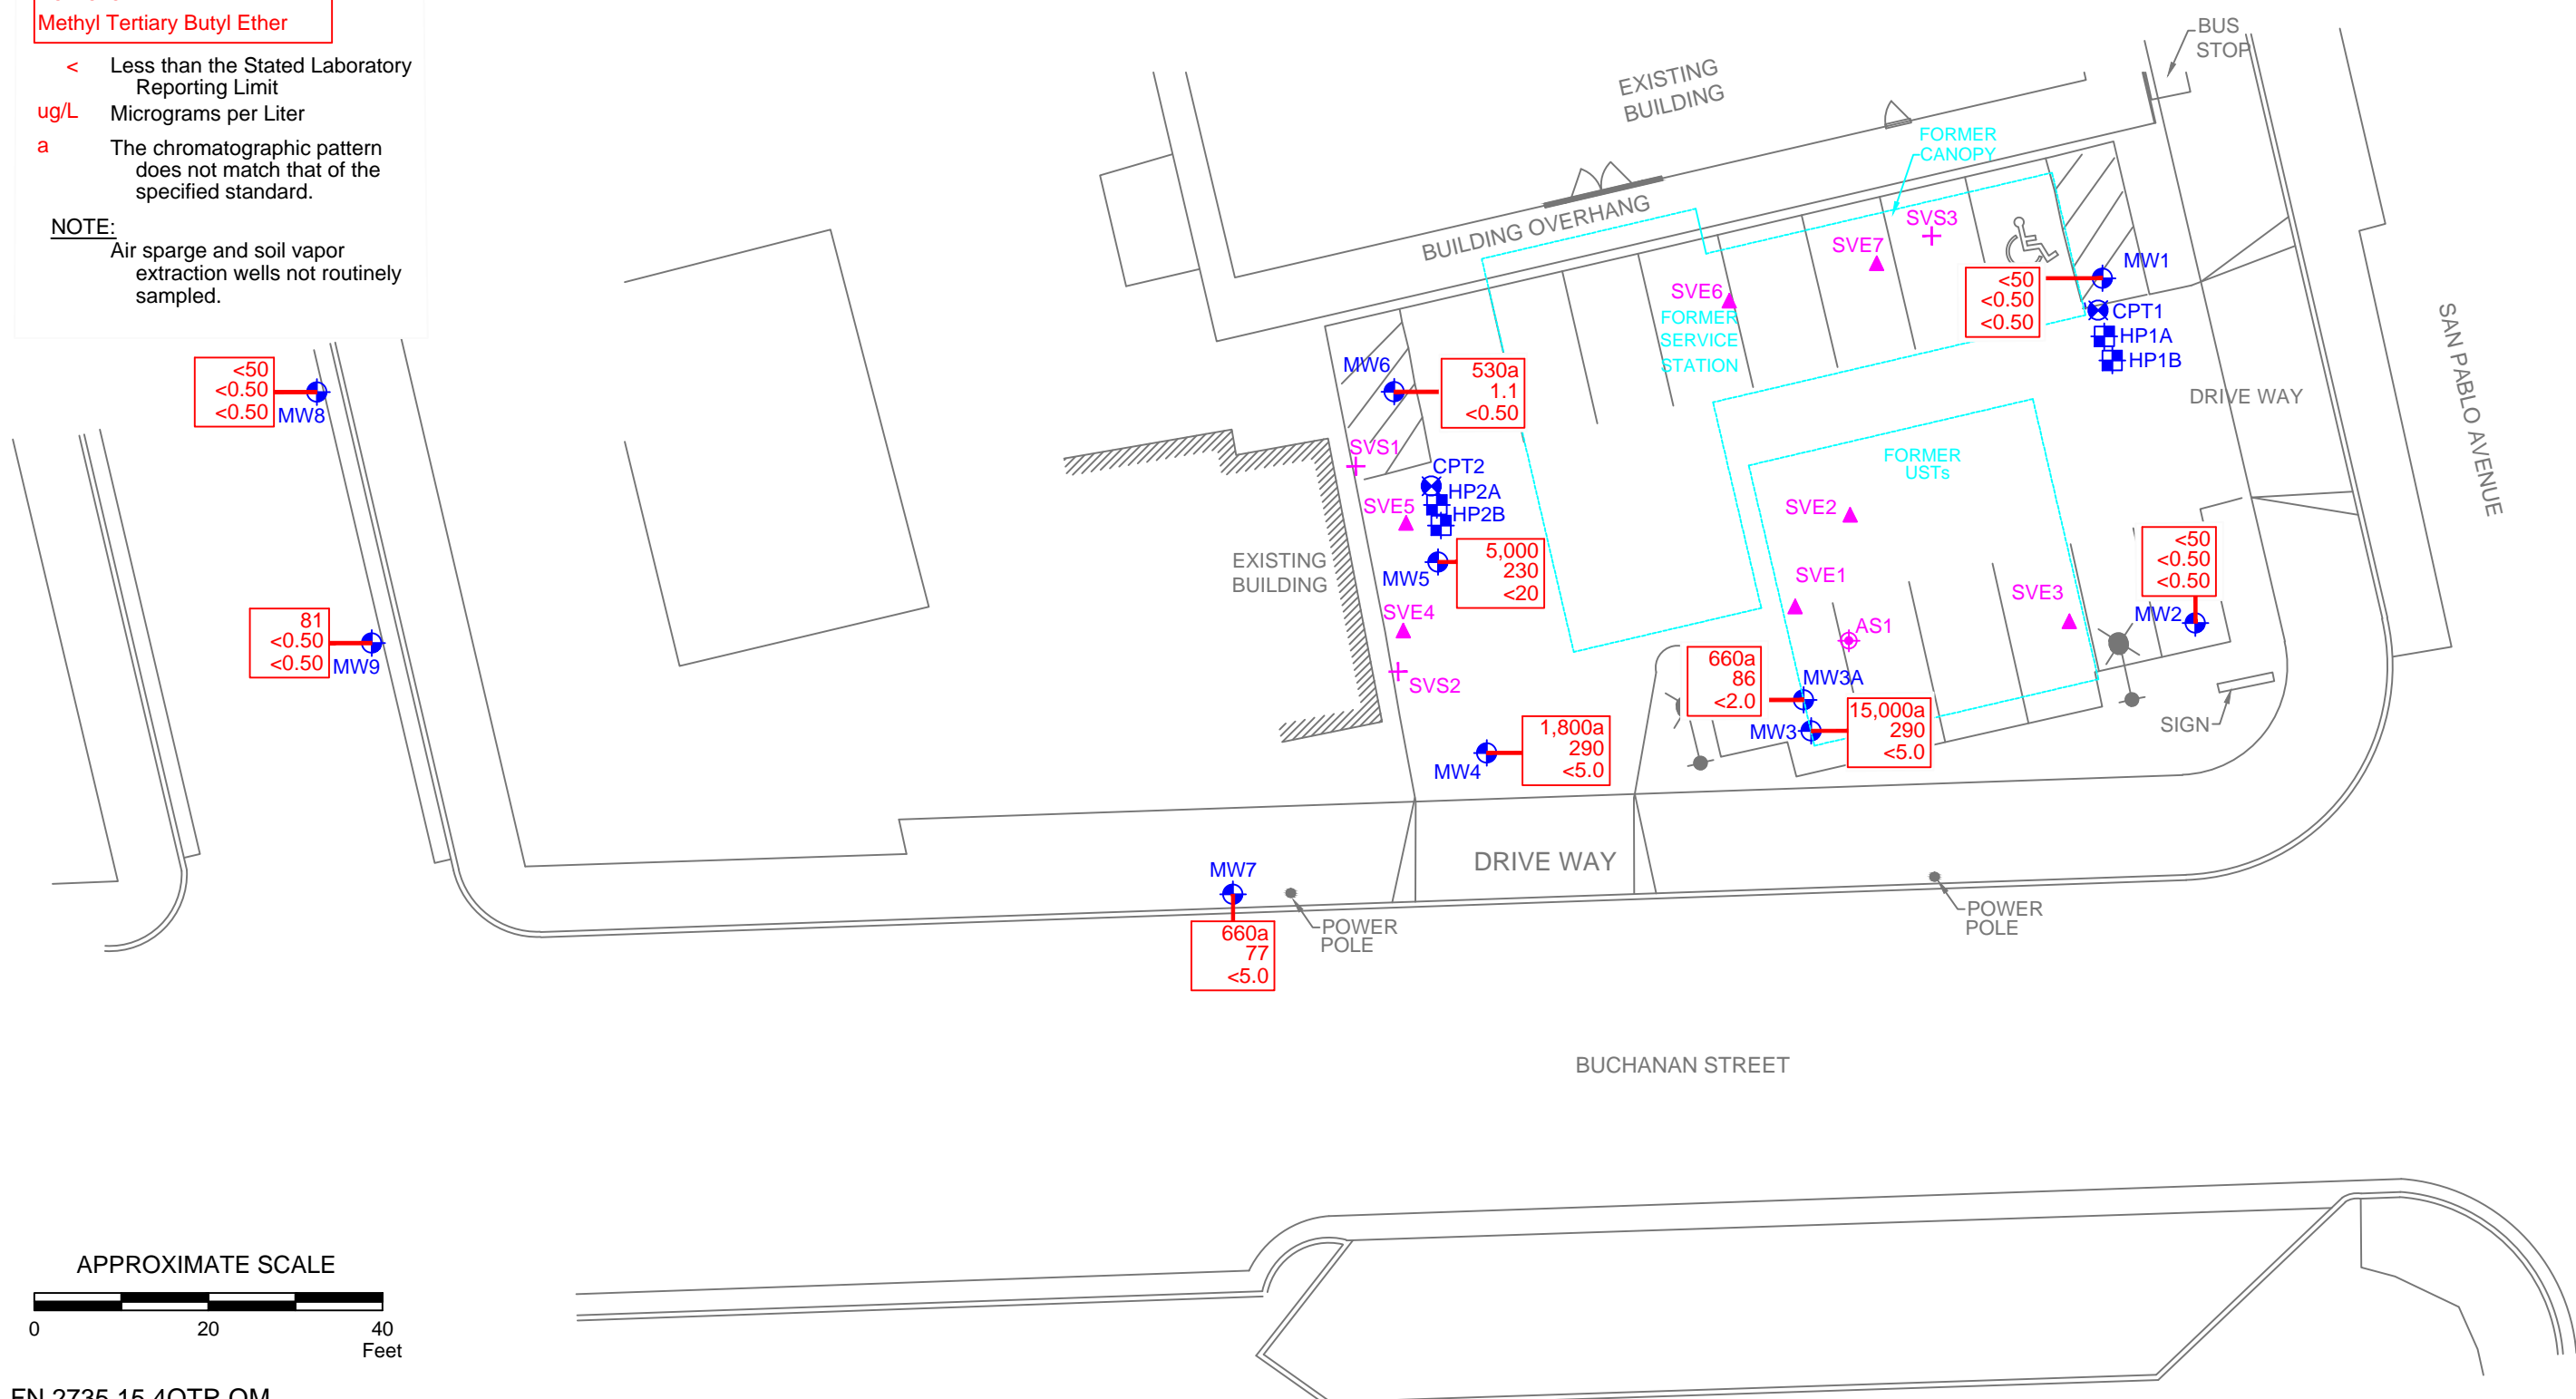 Methyl Tertiary Butyl Ether
< Less than the Stated Laboratory
Reporting Limit
ug/L Micrograms per Liter
a The chromatographic pattern
does not match that of the
specified standard.
NOTE:
Air sparge and soil vapor
extraction wells not routinely
sampled.
BUS
STOP
EXISTING
BUILDING
FORMER
CANOPY
BUILDING OVERHANG
SVS3
SVE7
MW1
<50
<0.50
<0.50
SVE6
FORMER
SERVICE
STATION
CPT1
HP1A
HP1B
SAN PABLO AVENUE
DRIVE WAY
<50
<0.50
<0.50
MW8
MW6
530a
1.1
<0.50
SVS1
CPT2
HP2A
HP2B
SVE5
FORMER
USTs
SVE2
5,000
230
<20
MW5
EXISTING
BUILDING
<50
<0.50
<0.50
MW2
SVE1
SVE3
SVE4
AS1
81
<0.50
<0.50
MW9
SVS2
660a
86
<2.0
MW3A
15,000a
290
<5.0
MW3
SIGN
1,800a
290
<5.0
MW4
DRIVE WAY
MW7
660a
77
<5.0
POWER
POLE
POWER
POLE
BUCHANAN STREET
APPROXIMATE SCALE
0 20 40
Feet
FN 2735 15 4QTR QM